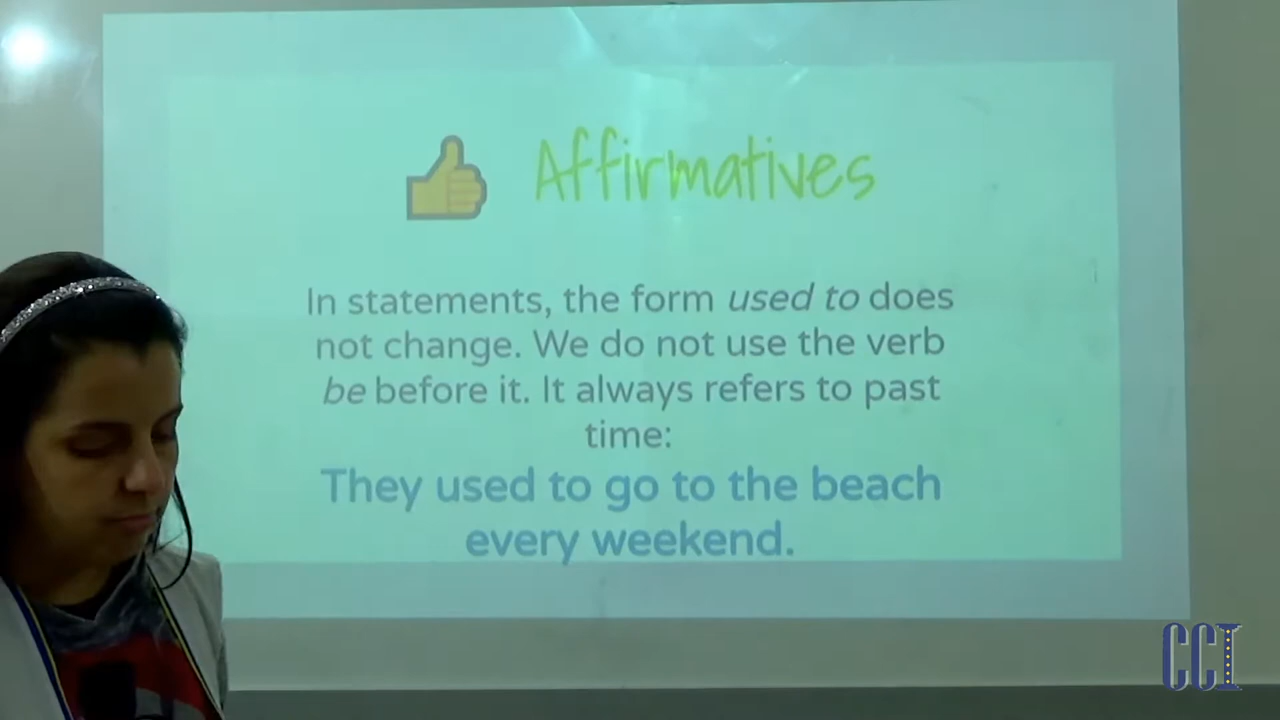 Affirmatives
In statements, the form used to does
not change. We do not use the verb
be before it. It always refers to past
time:
They used to go to the beach
every weekend.
CCI